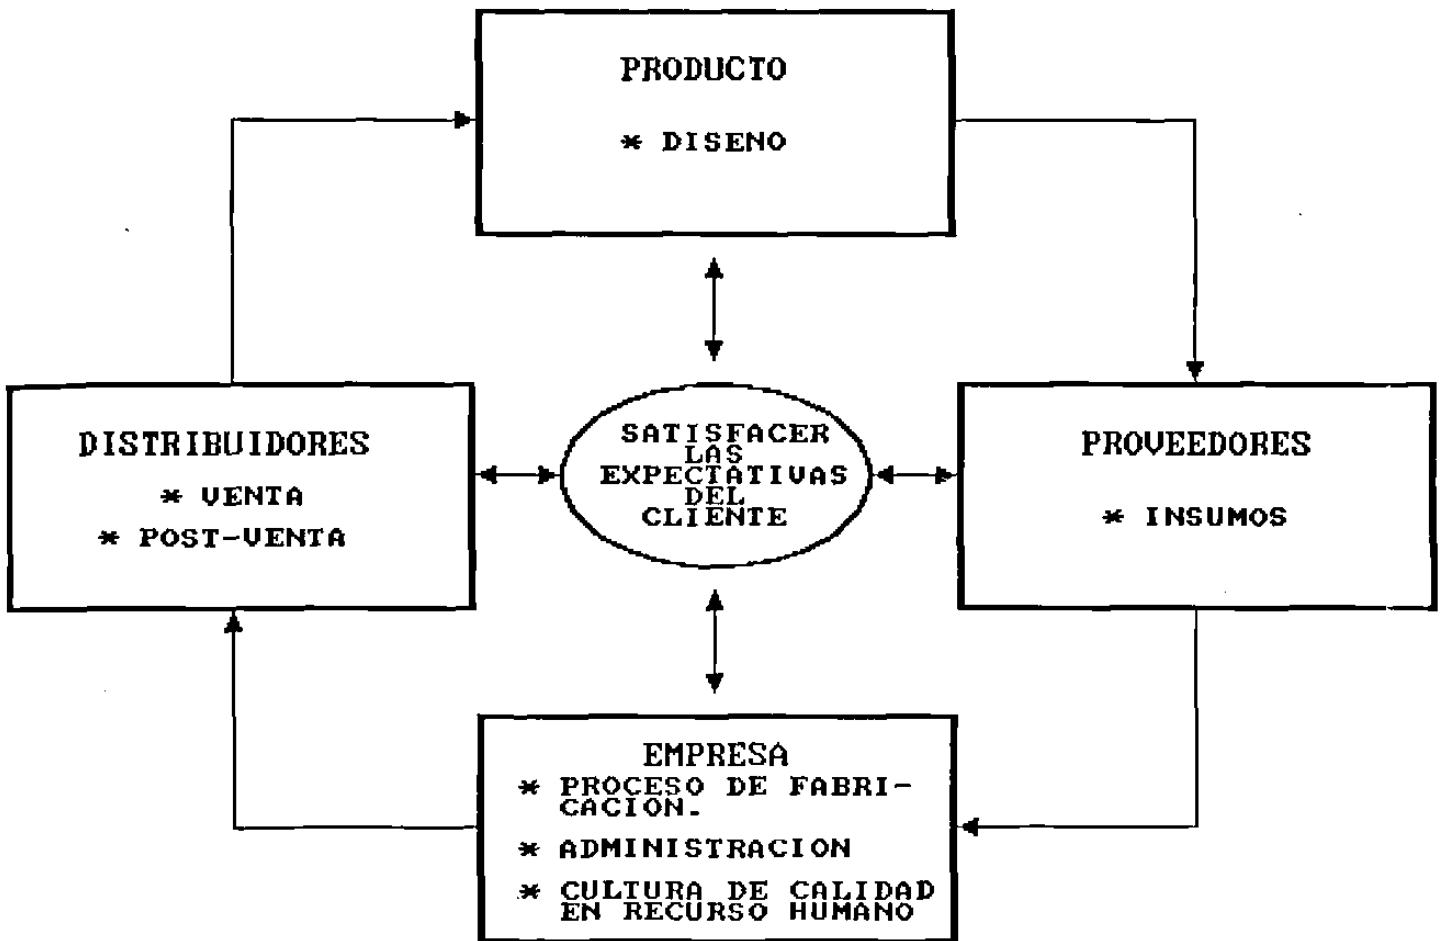 PRODUCTO
* DISENO
DISTRIBUIDORES
* VENTA
* POST-VENTA
SATISFACER
LAS
EXPECTATIVAS
DEL
CLIENTE
PROVEEDORES
* INSUMOS
EMPRESA
* PROCESO DE FABRI-
CACION.
* ADMINISTRACION
* CULTURA DE CALIDAD
EN RECURSO HUMANO